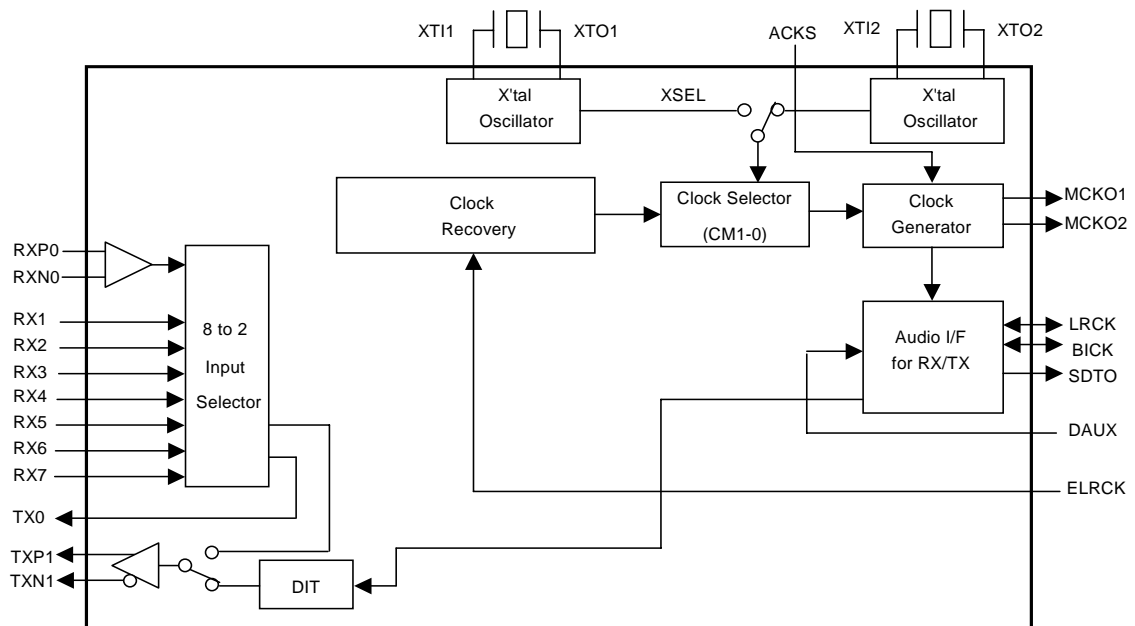 XTI1
XTO1
ACKS
XTI2
XTO2
X'tal
Oscillator
XSEL
X'tal
Oscillator
Clock
Recovery
Clock Selector
(CM1-0)
Clock
Generator
MCKO1
MCKO2
RXP0
RXN0
RX1
RX2
RX3
RX4
RX5
RX6
RX7
8 to 2
Input
Selector
Audio I/F
for RX/TX
LRCK
BICK
SDTO
DAUX
ELRCK
TX0
TXP1
TXN1
DIT